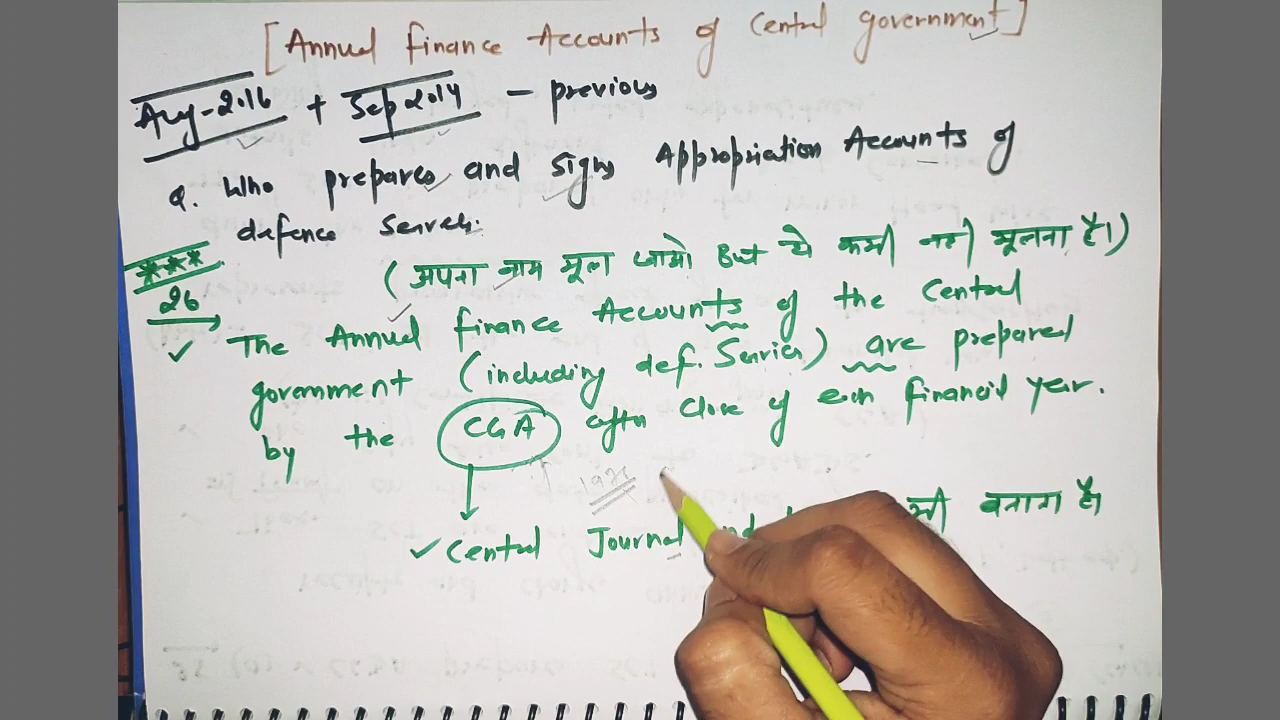 [Annual finance Accounts of Central government]
Aug-2016 + Sep 2014 - previous
Q. Who prepares and signs Appropriation Accounts of
defence
***
(अपना नाम भूल जाओ But ये कभी नही भूलना है।)
26
✓ The Annual finance Accounts of the Central
government (including def. Services) are prepared
by the CGA after close of each financial year.
✓ Central Journal बनाता है।